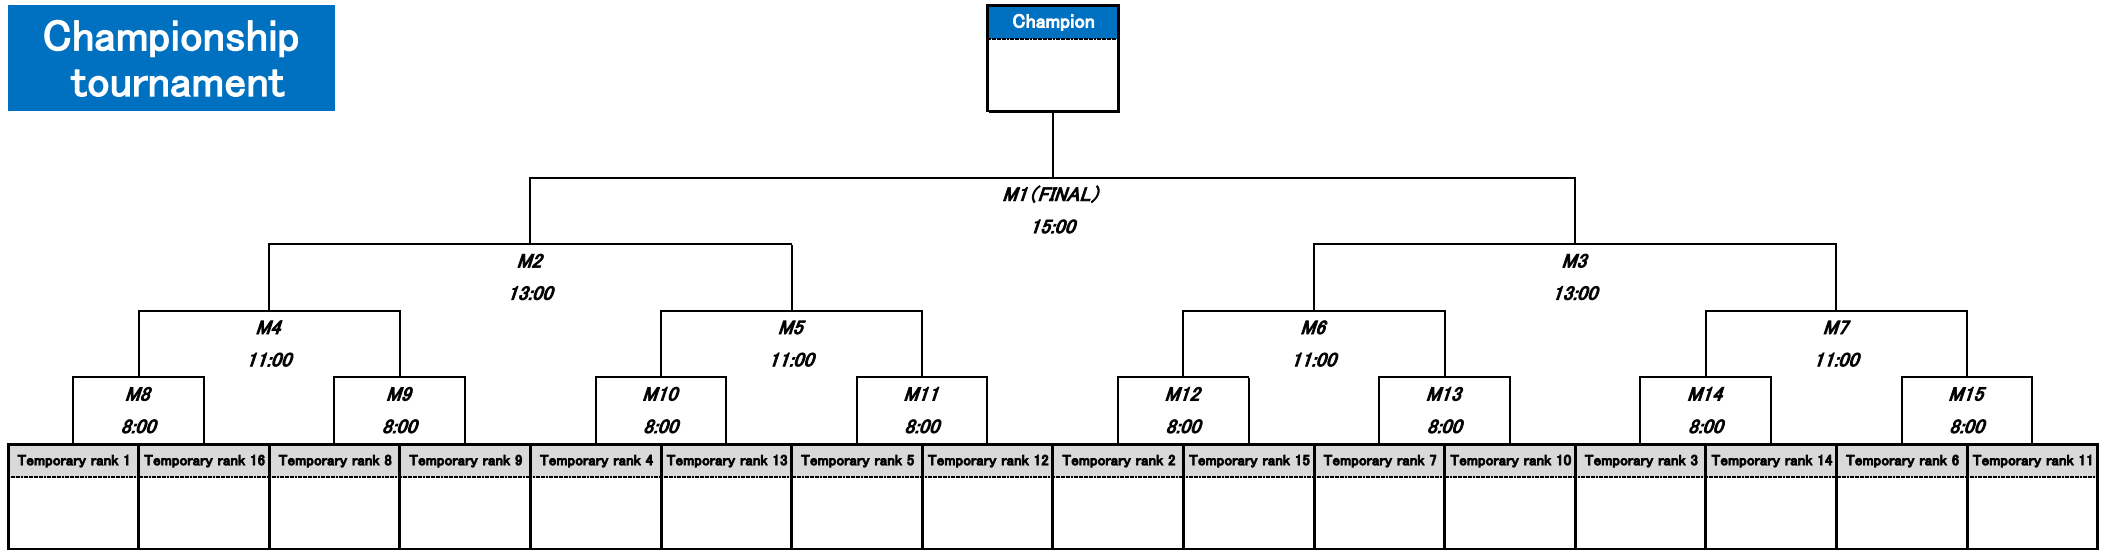 Championship
tournament
Champion
M1(FINAL)
15:00
M2
M3
13:00
13:00
M4
M5
M6
M7
11:00
11:00
11:00
11:00
M8
M9
M10
M11
M12
M13
M14
M15
8:00
8:00
8:00
8:00
8:00
8:00
8:00
8:00
Temporary rank 1
Temporary rank 16
Temporary rank 8
Temporary rank 9
Temporary rank 4
Temporary rank 13
Temporary rank 5
Temporary rank 12
Temporary rank 2
Temporary rank 15
Temporary rank 7
Temporary rank 10
Temporary rank 3
Temporary rank 14
Temporary rank 6
Temporary rank 11